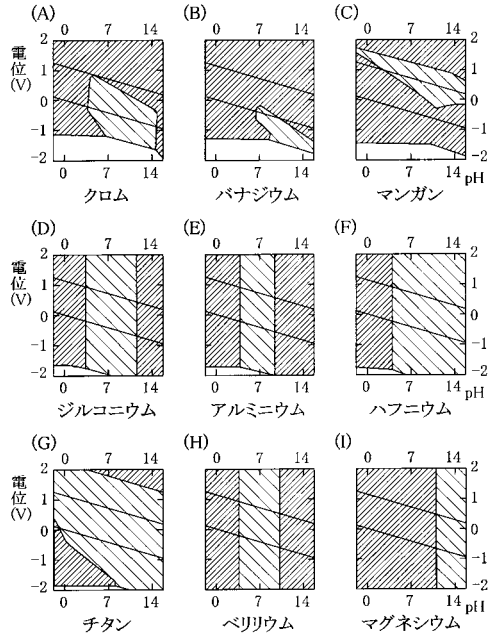 (A) (B) (C)
0 7 14 0 7 14 0 7 14
電位(V)
2 1 0 -1 -2
2 1 0 -1 -2
0 7 14 0 7 14 0 7 14 pH
クロム バナジウム マンガン
(D) (E) (F)
0 7 14 0 7 14 0 7 14
電位(V)
2 1 0 -1 -2
2 1 0 -1 -2
0 7 14 0 7 14 0 7 14 pH
ジルコニウム アルミニウム ハフニウム
(G) (H) (I)
0 7 14 0 7 14 0 7 14
電位(V)
2 1 0 -1 -2
2 1 0 -1 -2
0 7 14 0 7 14 0 7 14 pH
チタン ベリリウム マグネシウム